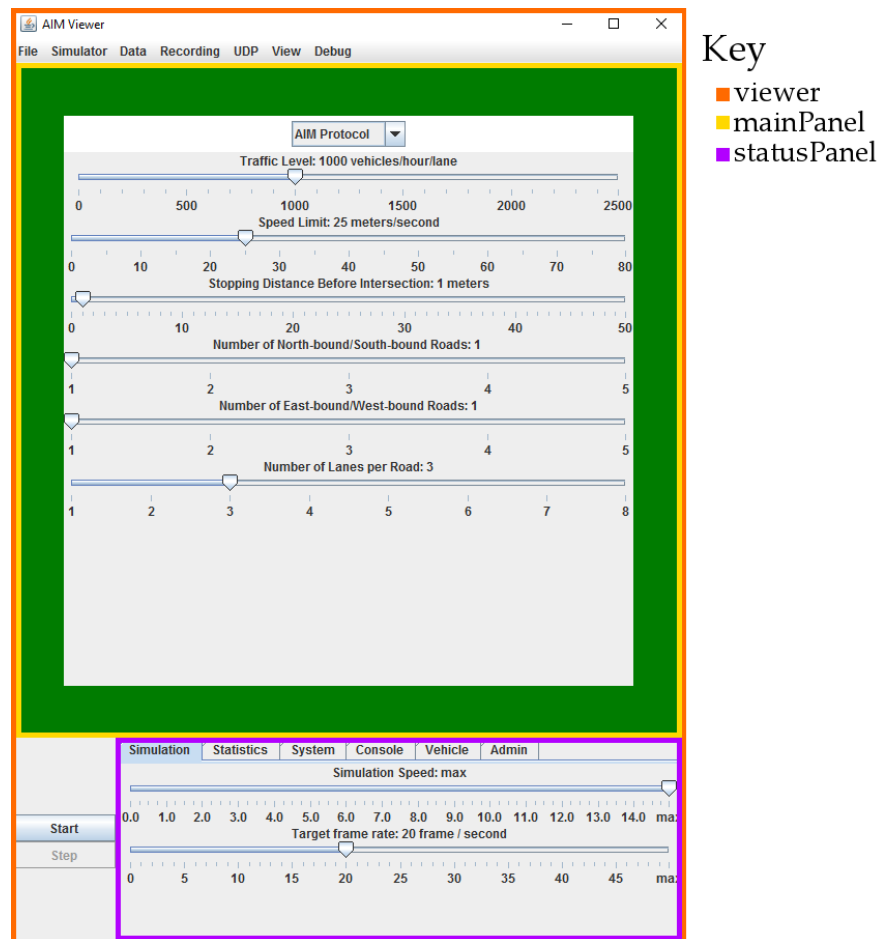 AIM Viewer
File Simulator Data Recording UDP View Debug
Key
viewer
mainPanel
statusPanel
AIM Protocol
Traffic Level: 1000 vehicles/hour/lane
0 500 1000 1500 2000 2500
Speed Limit: 25 meters/second
0 10 20 30 40 50 60 70 80
Stopping Distance Before Intersection: 1 meters
0 10 20 30 40 50
Number of North-bound/South-bound Roads: 1
1 2 3 4 5
Number of East-bound/West-bound Roads: 1
1 2 3 4 5
Number of Lanes per Road: 3
1 2 3 4 5 6 7 8
Simulation Statistics System Console Vehicle Admin
Simulation Speed: max
0.0 1.0 2.0 3.0 4.0 5.0 6.0 7.0 8.0 9.0 10.0 11.0 12.0 13.0 14.0 max
Start
Target frame rate: 20 frame / second
Step
0 5 10 15 20 25 30 35 40 45 max